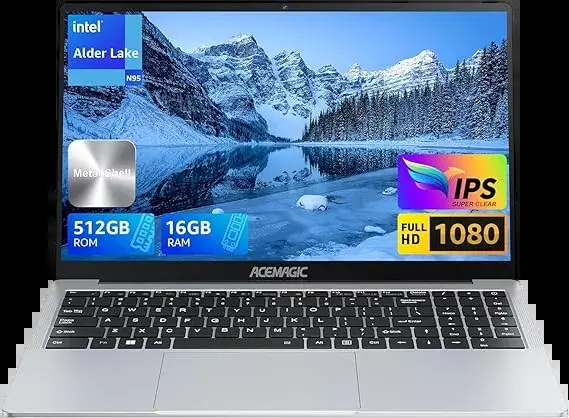 intel
Alder Lake
N95
Metal Shell
512GB
ROM
16GB
RAM
IPS
SUPER CLEAR
FULL
HD
1080
ACEMAGIC